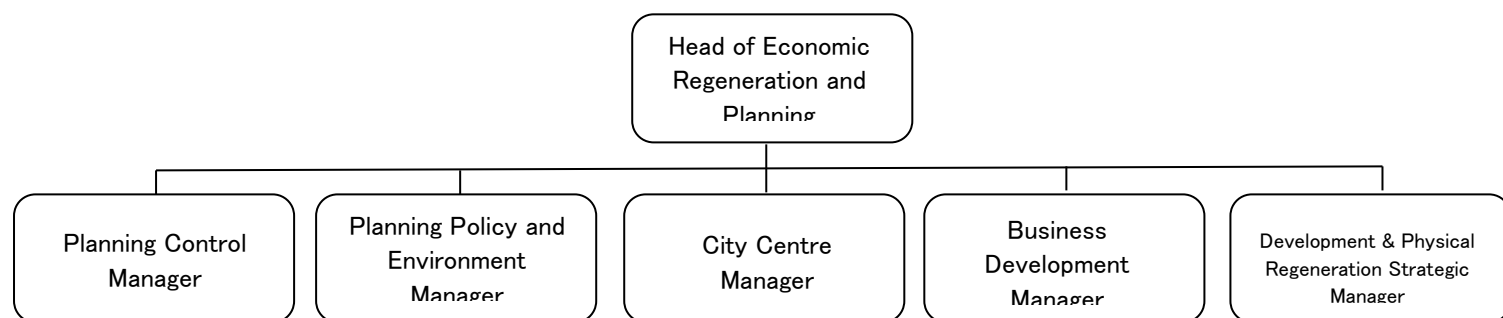 Head of Economic
Regeneration and
Planning
Planning Control
Manager
Planning Policy and
Environment
Manager
City Centre
Manager
Business
Development
Manager
Development & Physical
Regeneration Strategic
Manager